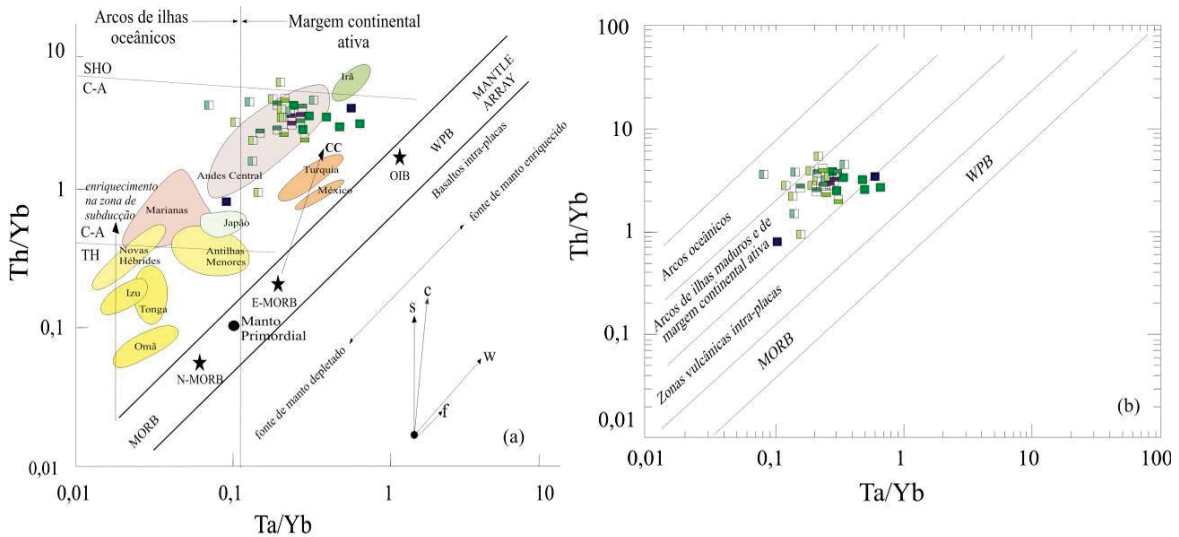 Arcos de ilhas
oceânicos
Margem continental
ativa
10
SHO
C-A
Irã
MANTLE
ARRAY
WPB
Basaltos intra-placas
OIB
CC
Turquia
México
Andes Central
1
enriquecimento
na zona de
subducção
Marianas
Japão
C-A
TH
Novas
Hébrides
Antilhas
Menores
fonte de manto enriquecido
Izu
Tonga
E-MORB
Manto
Primordial
0,1
Omã
N-MORB
MORB
fonte de manto depletado
s
c
w
f
(a)
0,01
0,01
0,1
1
10
Th/Yb
Ta/Yb
100
10
1
0,1
0,01
Th/Yb
Arcos oceânicos
Arcos de ilhas maduros e de
margem continental ativa
Zonas vulcânicas intra-placas
MORB
WPB
(b)
0,01
0,1
1
10
100
Ta/Yb